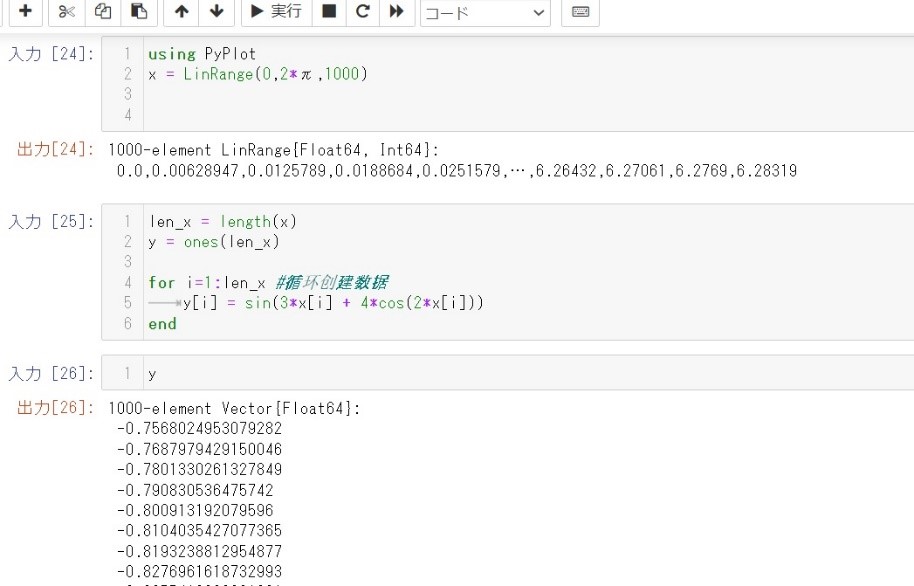 実行
コード
入力 [24]:
1 using PyPlot
2 x = LinRange(0,2*π,1000)
3
4
出力[24]: 1000-element LinRange{Float64, Int64}:
0.0,0.00628947,0.0125789,0.0188684,0.0251579,…,6.26432,6.27061,6.2769,6.28319
入力 [25]:
1 len_x = length(x)
2 y = ones(len_x)
3
4 for i=1:len_x #循环创建数据
5 y[i] = sin(3*x[i] + 4*cos(2*x[i]))
6 end
入力 [26]:
1 y
出力[26]: 1000-element Vector{Float64}:
-0.7568024953079282
-0.7687979429150046
-0.7801330261327849
-0.790830536475742
-0.800913192079596
-0.8104035427077365
-0.8193238812954877
-0.8276961618732993